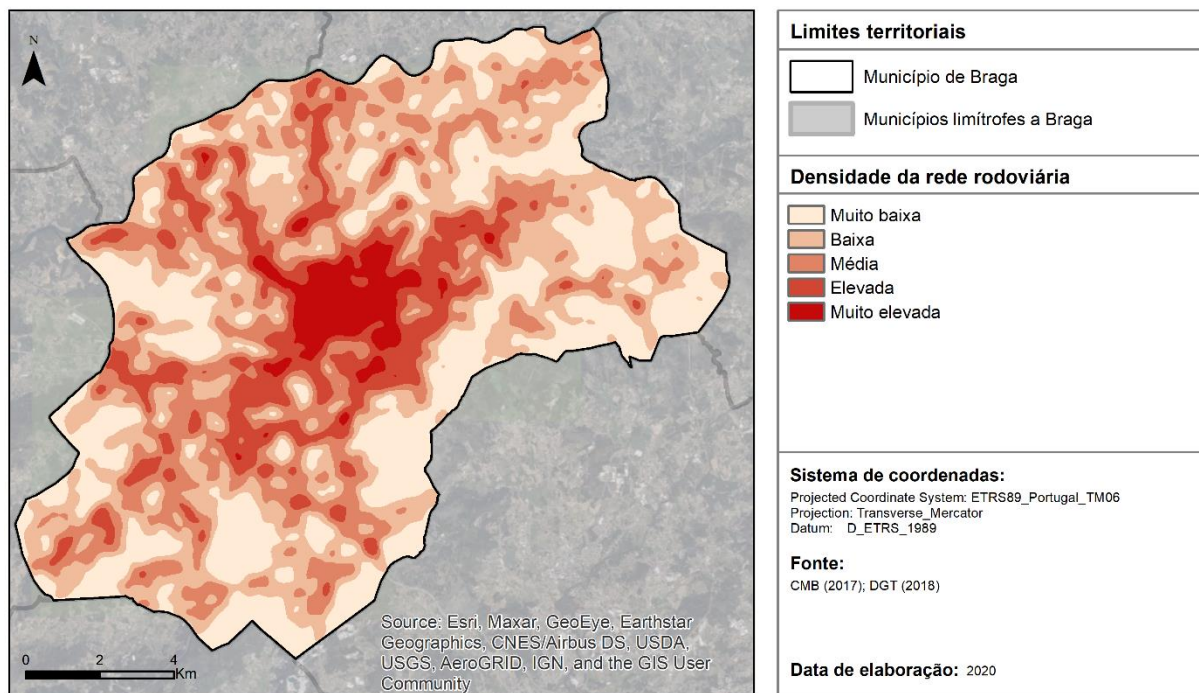 N
0 2 4
Km
Source: Esri, Maxar, GeoEye, Earthstar
Geographics, CNES/Airbus DS, USDA,
USGS, AeroGRID, IGN, and the GIS User
Community
Limites territoriais
Município de Braga
Municípios limítrofes a Braga
Densidade da rede rodoviária
Muito baixa
Baixa
Média
Elevada
Muito elevada
Sistema de coordenadas:
Projected Coordinate System: ETRS89_Portugal_TM06
Projection: Transverse_Mercator
Datum: D_ETRS_1989
Fonte:
CMB (2017); DGT (2018)
Data de elaboração: 2020